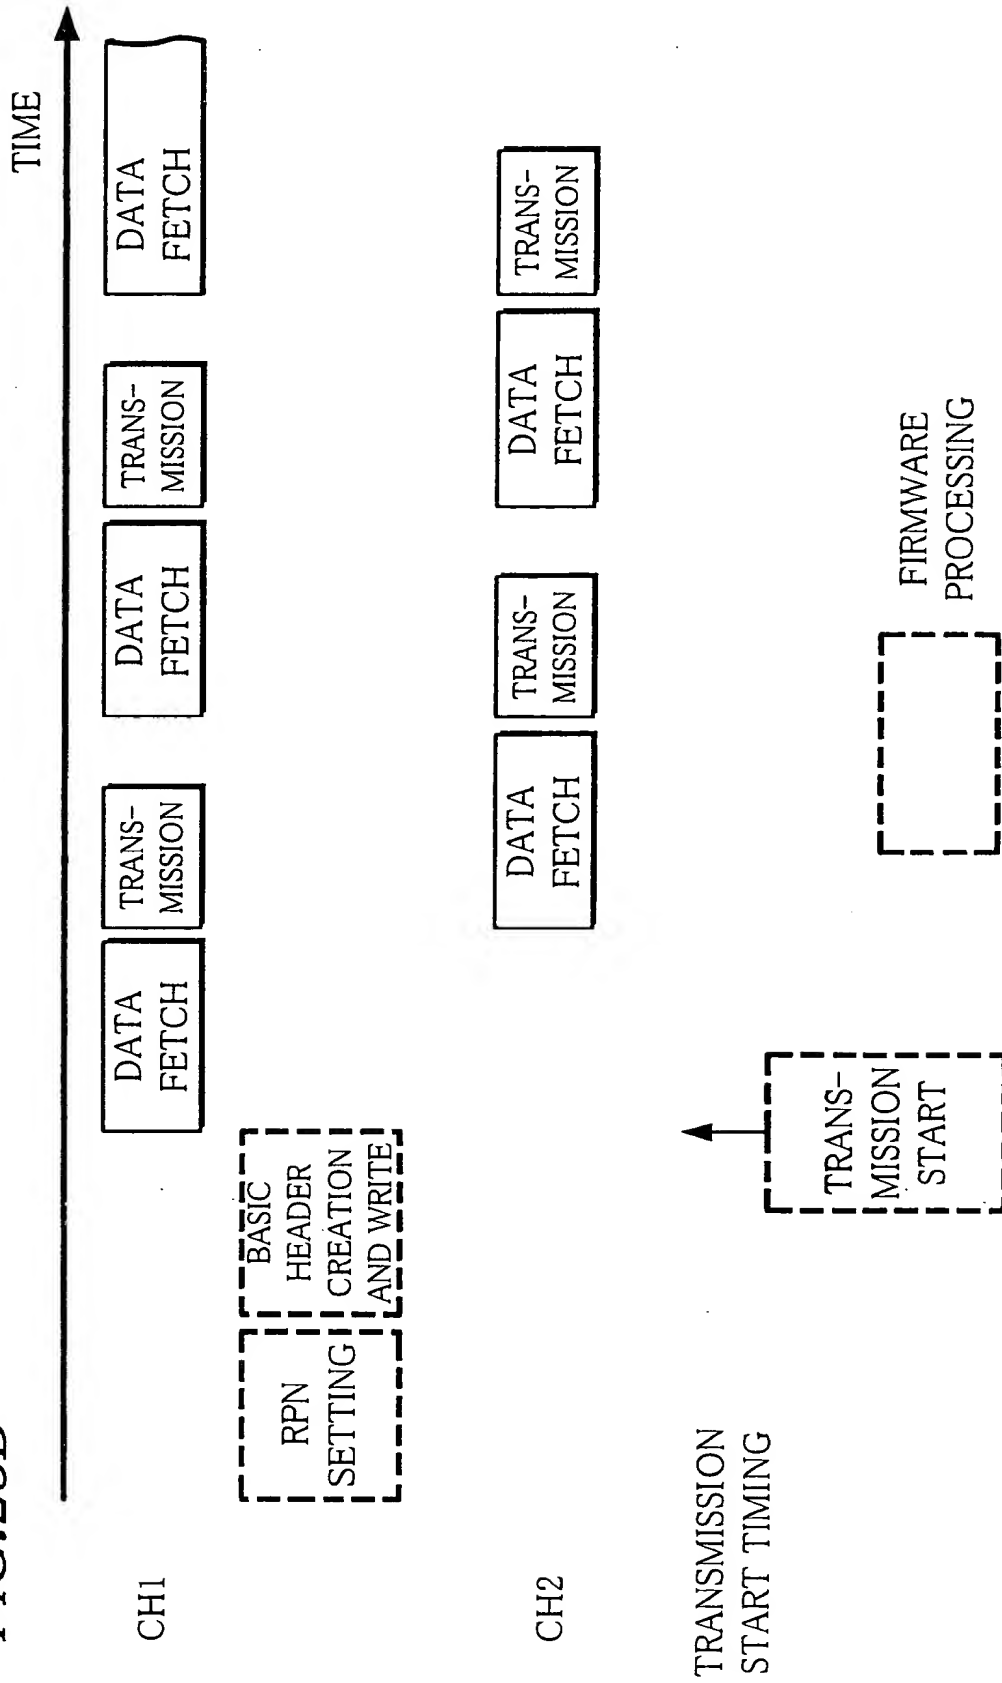 TIME
CH1
DATA
FETCH
TRANS-
MISSION
DATA
FETCH
TRANS-
MISSION
DATA
FETCH
RPN
SETTING
BASIC
HEADER
CREATION
AND WRITE
CH2
DATA
FETCH
TRANS-
MISSION
DATA
FETCH
TRANS-
MISSION
TRANSMISSION
START TIMING
TRANS-
MISSION
START
FIRMWARE
PROCESSING